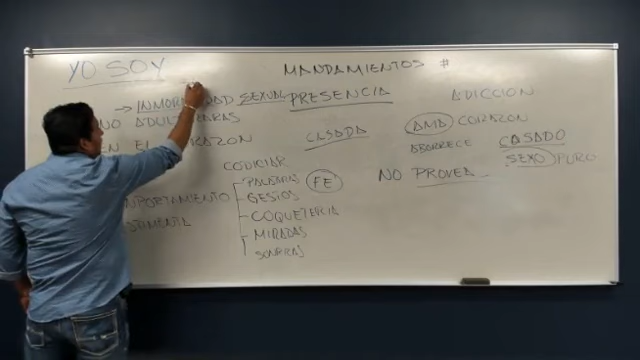 YO SOY
MANDAMIENTOS #
→ INMORALIDAD SEXUAL
PRESENCIA
ADICCION
NO ADULTERARAS
AMA CORAZON
EN EL CORAZON
CASADA
ABORRECE
CASADO
CODICIAR
SEXO PURO
PALABRAS
FE
NO PROVEA
GESTOS
COQUETERIA
MIRADAS
SONRISAS